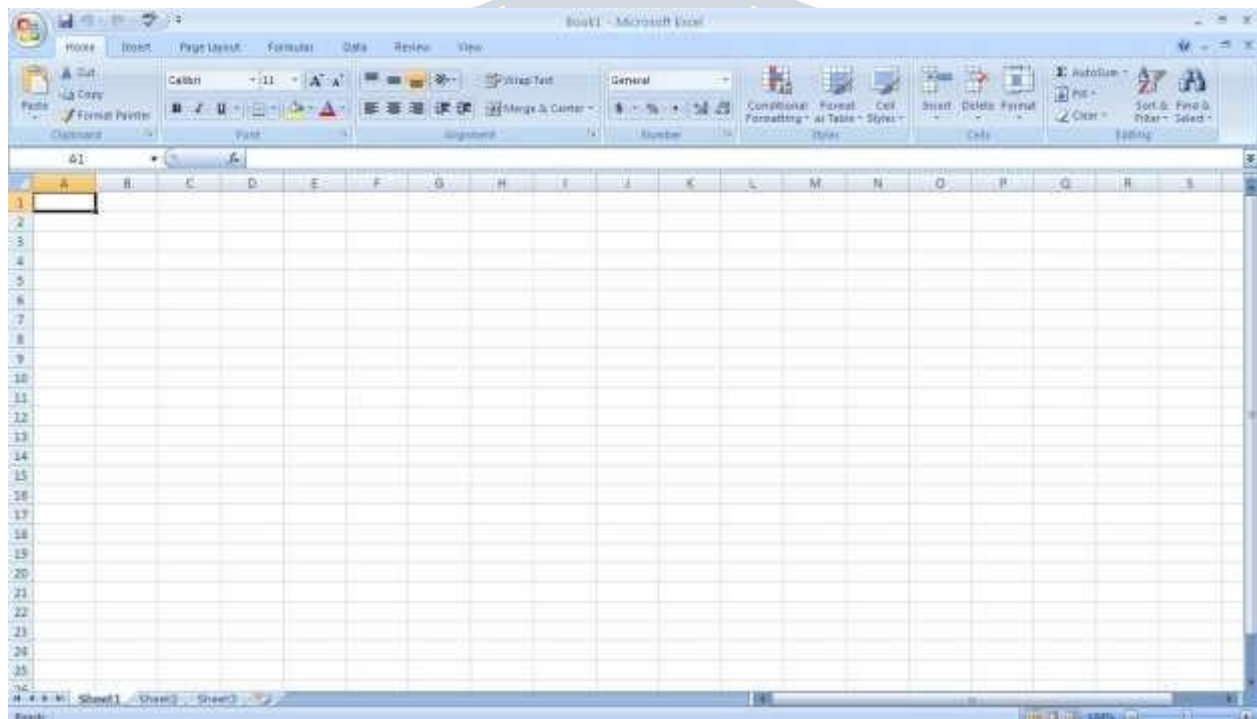 Book1 - Microsoft Excel
Home Insert Page Layout Formulas Data Review View
Paste
Cut
Copy
Format Painter
Clipboard
Calibri 11 A A
B I U A
Font
Wrap Text
Merge & Center
Alignment
General
$ % ,
Number
Conditional Formatting
Format as Table
Cell Styles
Styles
Insert Delete Format
Cells
Σ AutoSum
Fill
Clear
Sort & Filter
Find & Select
Editing
A1 fx
A B C D E F G H I J K L M N O P Q R S
1
2
3
4
5
6
7
8
9
10
11
12
13
14
15
16
17
18
19
20
21
22
23
24
25
26
Sheet1 Sheet2 Sheet3
Ready 100%